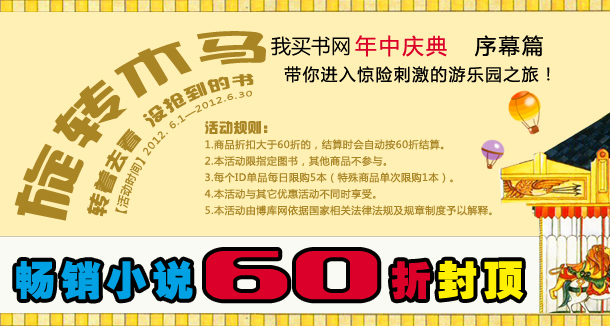 旋转木马
转着去看 没抢到的书
【活动时间】2012.6.1—2012.6.30
我买书网 年中庆典 序幕篇
带你进入惊险刺激的游乐园之旅！
活动规则：
1.商品折扣大于60折的，结算时会自动按60折结算。
2.本活动限指定图书，其他商品不参与。
3.每个ID单品每日限购5本（特殊商品单次限购1本）。
4.本活动与其它优惠活动不同时享受。
5.本活动由博库网依据国家相关法律法规及规章制度予以解释。
畅销小说60折封顶